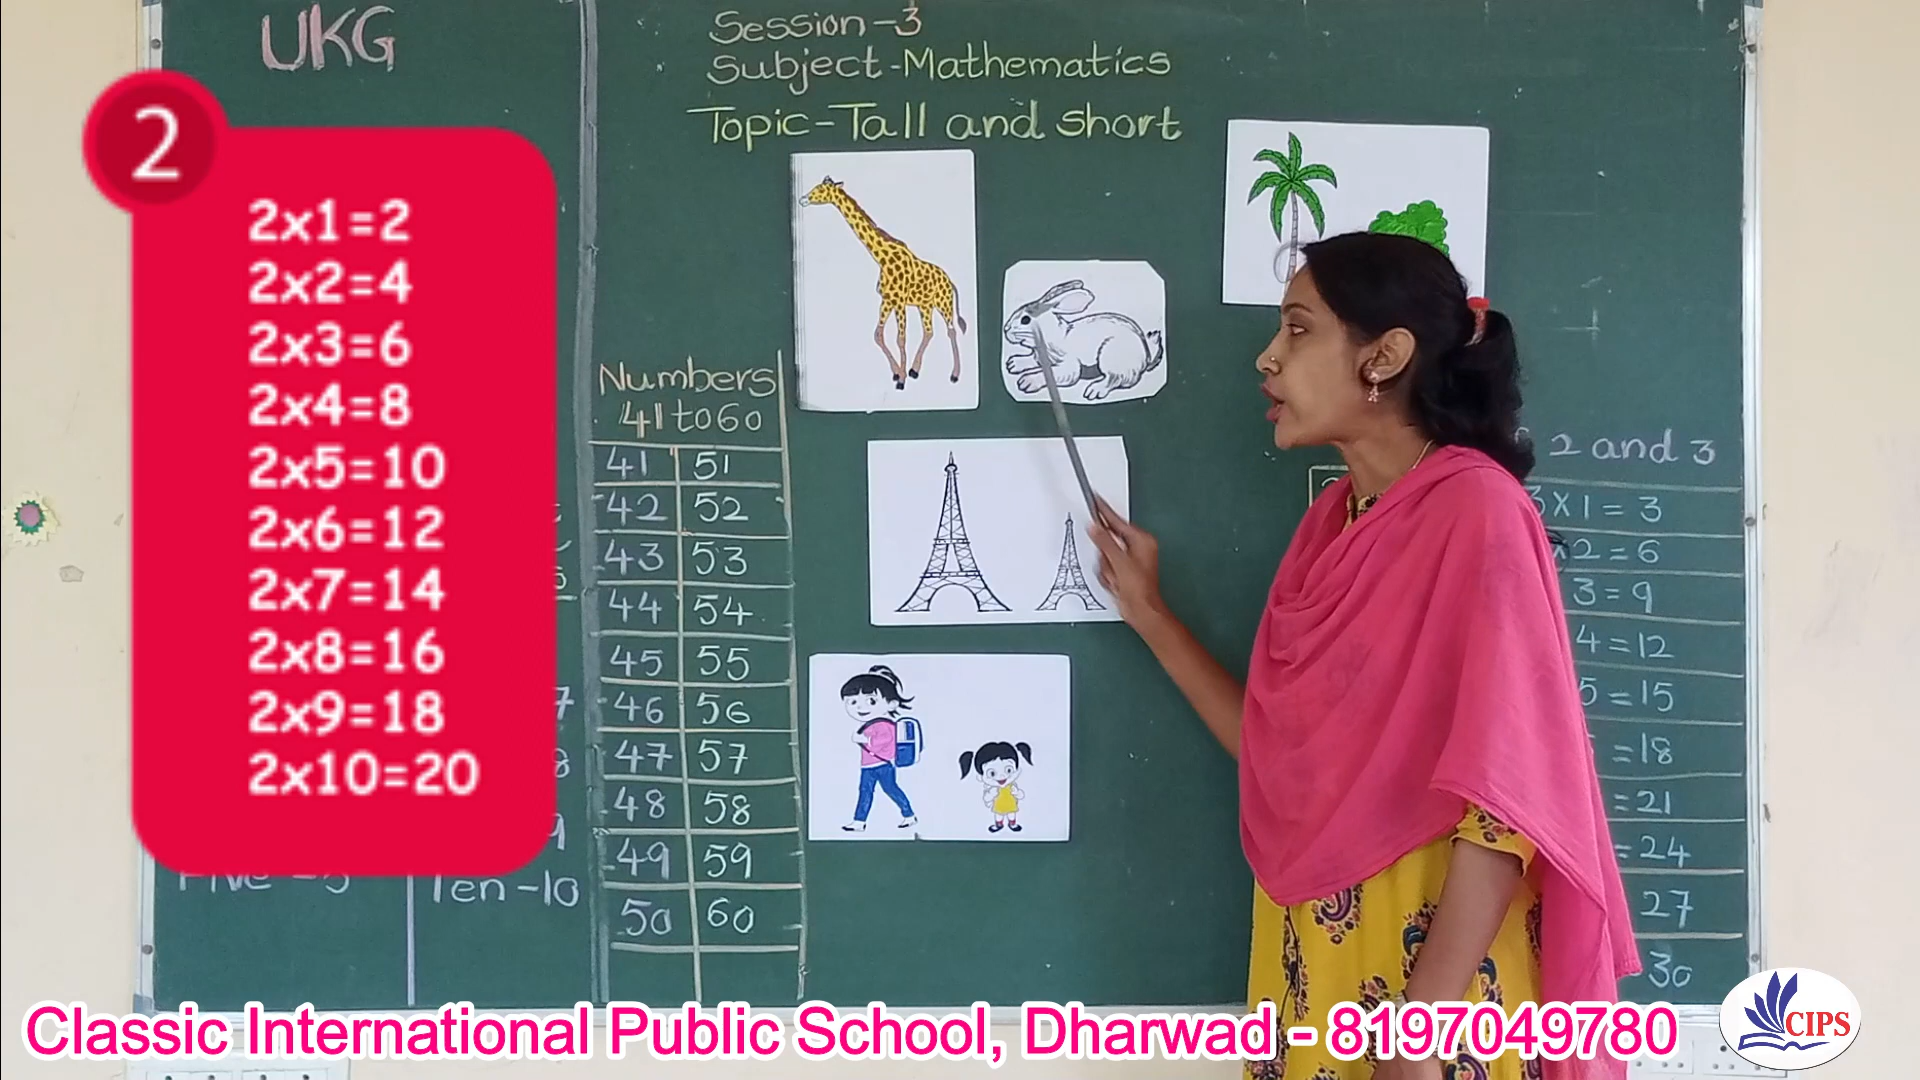 UKG
Session-3
Subject-Mathematics
Topic-Tall and short
2
2x1=2
2x2=4
2x3=6
2x4=8
2x5=10
2x6=12
2x7=14
2x8=16
2x9=18
2x10=20
Ten-10
Numbers
41 to 60
41 51
42 52
43 53
44 54
45 55
46 56
47 57
48 58
49 59
50 60
2 and 3
3X1=3
2=6
3=9
4=12
5=15
=18
=21
=24
27
30
Classic International Public School, Dharwad - 8197049780
CIPS